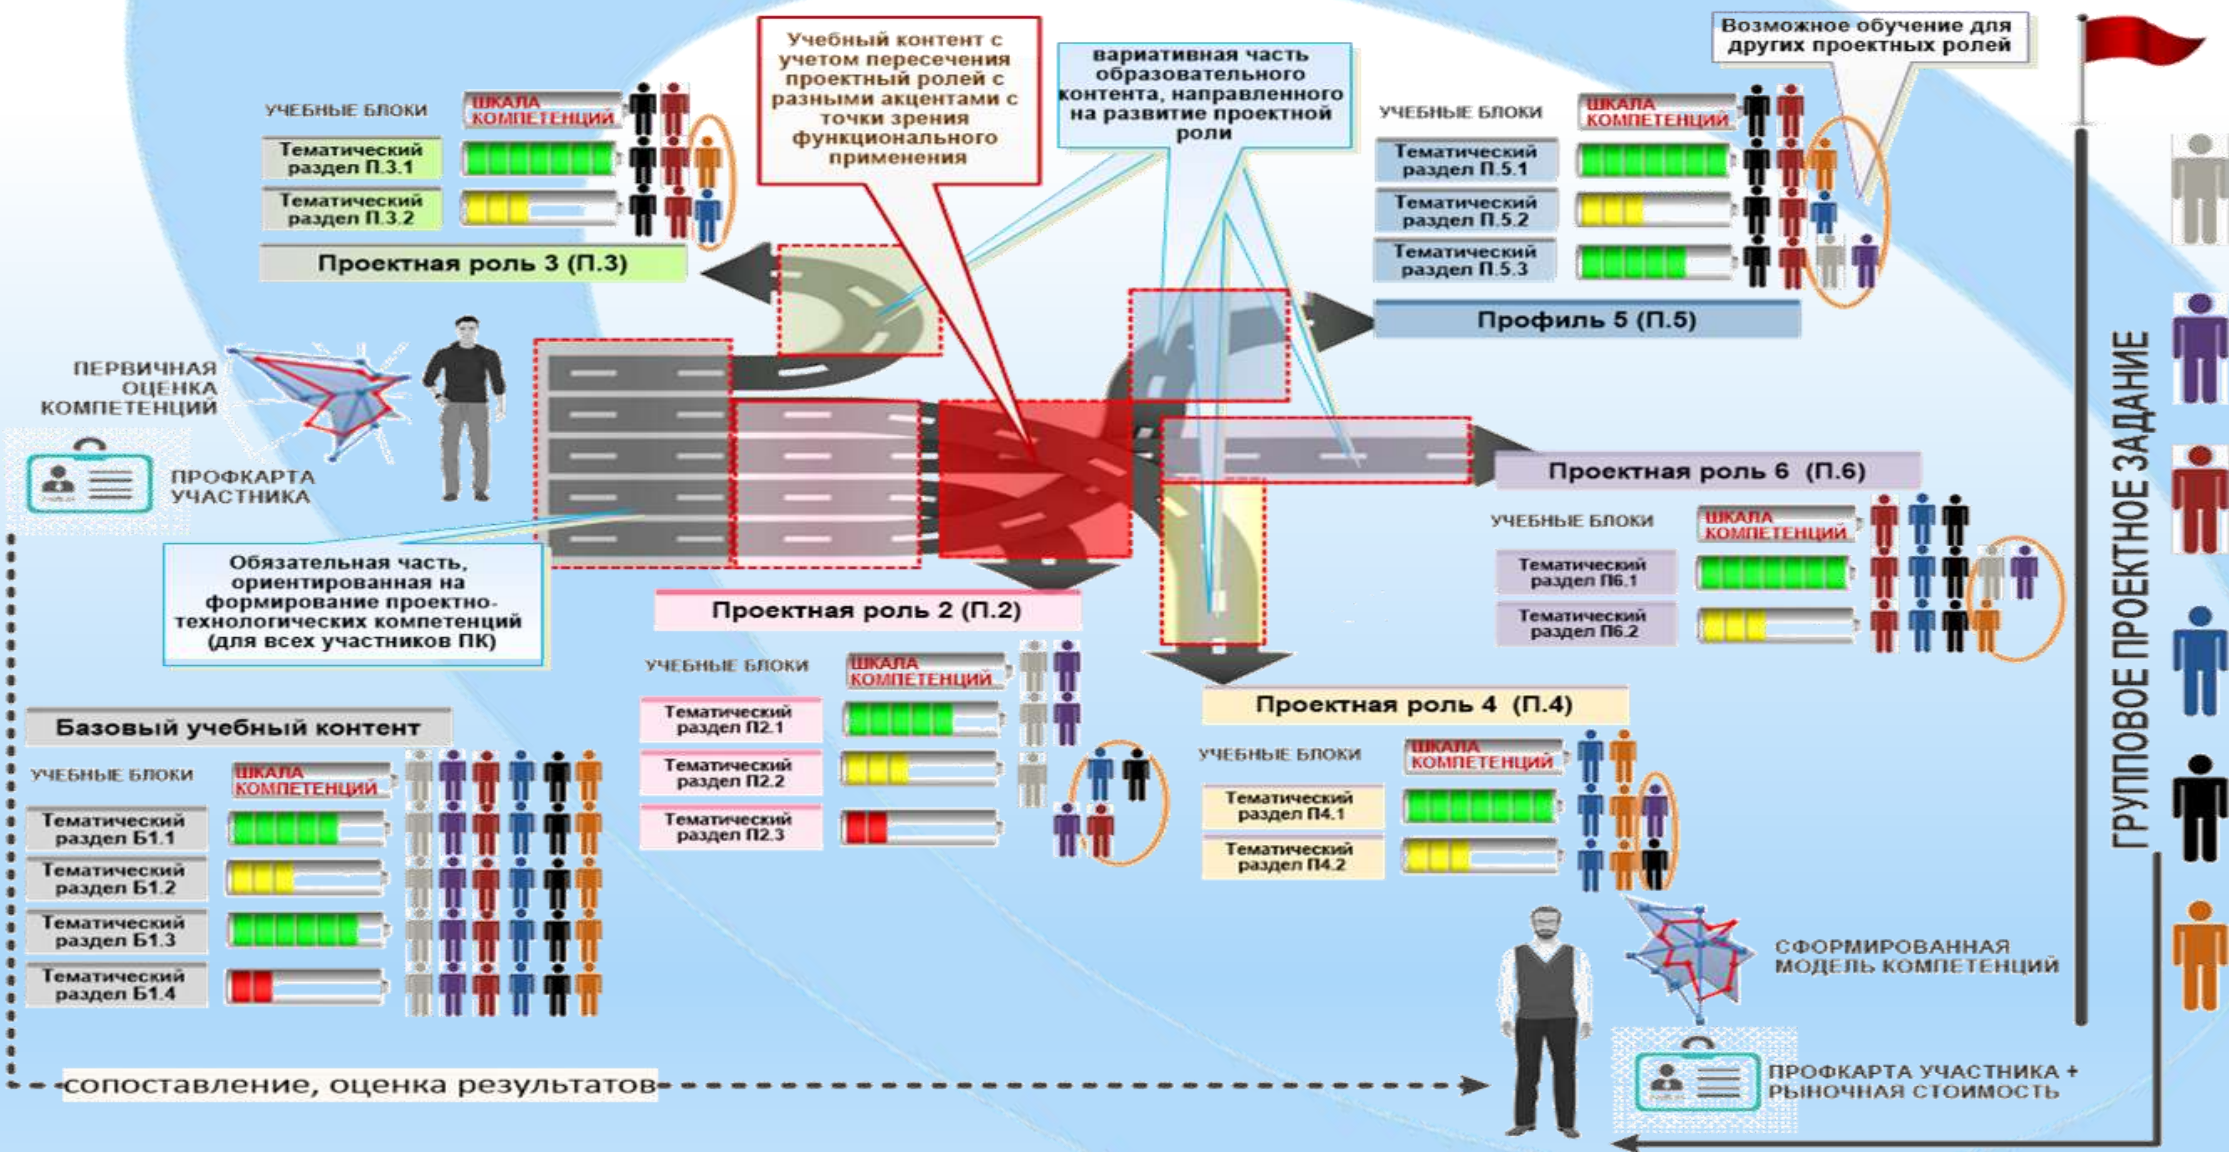 Учебный контент с
учетом пересечения
проектный ролей с
разными акцентами с
точки зрения
функционального
применения
вариативная часть
образовательного
контента, направленного
на развитие проектной
роли
Возможное обучение для
других проектных ролей
УЧЕБНЫЕ БЛОКИ
ШКАЛА
КОМПЕТЕНЦИЙ
Тематический
раздел П.3.1
Тематический
раздел П.3.2
Проектная роль 3 (П.3)
УЧЕБНЫЕ БЛОКИ
ШКАЛА
КОМПЕТЕНЦИЙ
Тематический
раздел П.5.1
Тематический
раздел П.5.2
Тематический
раздел П.5.3
Профиль 5 (П.5)
ПЕРВИЧНАЯ
ОЦЕНКА
КОМПЕТЕНЦИЙ
ПРОФКАРТА
УЧАСТНИКА
Обязательная часть,
ориентированная на
формирование проектно-
технологических компетенций
(для всех участников ПК)
Проектная роль 6 (П.6)
УЧЕБНЫЕ БЛОКИ
ШКАЛА
КОМПЕТЕНЦИЙ
Тематический
раздел П6.1
Тематический
раздел П6.2
Проектная роль 2 (П.2)
УЧЕБНЫЕ БЛОКИ
ШКАЛА
КОМПЕТЕНЦИЙ
Тематический
раздел П2.1
Тематический
раздел П2.2
Тематический
раздел П2.3
Проектная роль 4 (П.4)
УЧЕБНЫЕ БЛОКИ
ШКАЛА
КОМПЕТЕНЦИЙ
Тематический
раздел П4.1
Тематический
раздел П4.2
Базовый учебный контент
УЧЕБНЫЕ БЛОКИ
ШКАЛА
КОМПЕТЕНЦИЙ
Тематический
раздел Б1.1
Тематический
раздел Б1.2
Тематический
раздел Б1.3
Тематический
раздел Б1.4
ГРУППОВОЕ ПРОЕКТНОЕ ЗАДАНИЕ
СФОРМИРОВАННАЯ
МОДЕЛЬ КОМПЕТЕНЦИЙ
ПРОФКАРТА УЧАСТНИКА +
РЫНОЧНАЯ СТОИМОСТЬ
сопоставление, оценка результатов